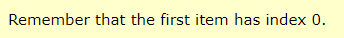 Remember that the first item has index 0.